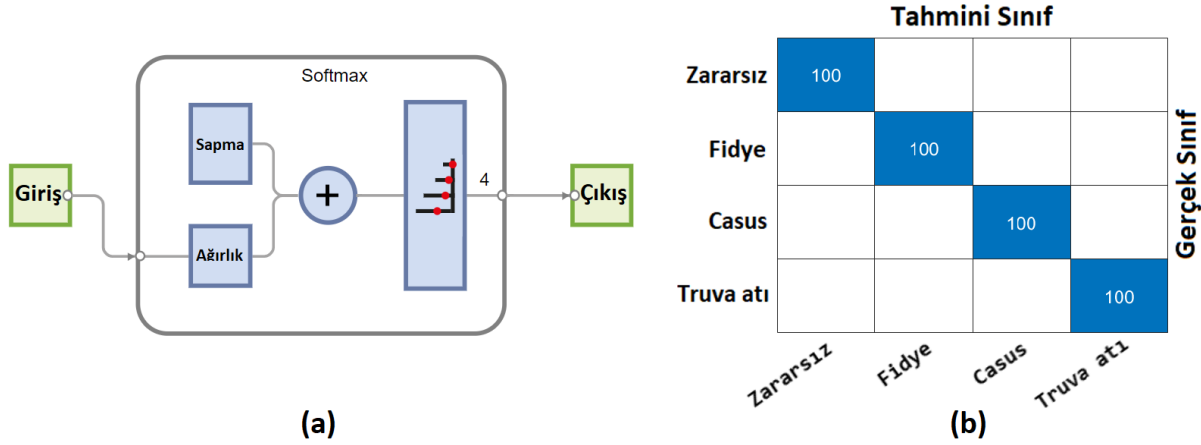 Softmax
Sapma
Giriş
Ağırlık
+
4
Çıkış
(a)
Tahmini Sınıf
Zararsız
100
Fidye
100
Casus
100
Truva atı
100
Gerçek Sınıf
Zararsız
Fidye
Casus
Truva atı
(b)